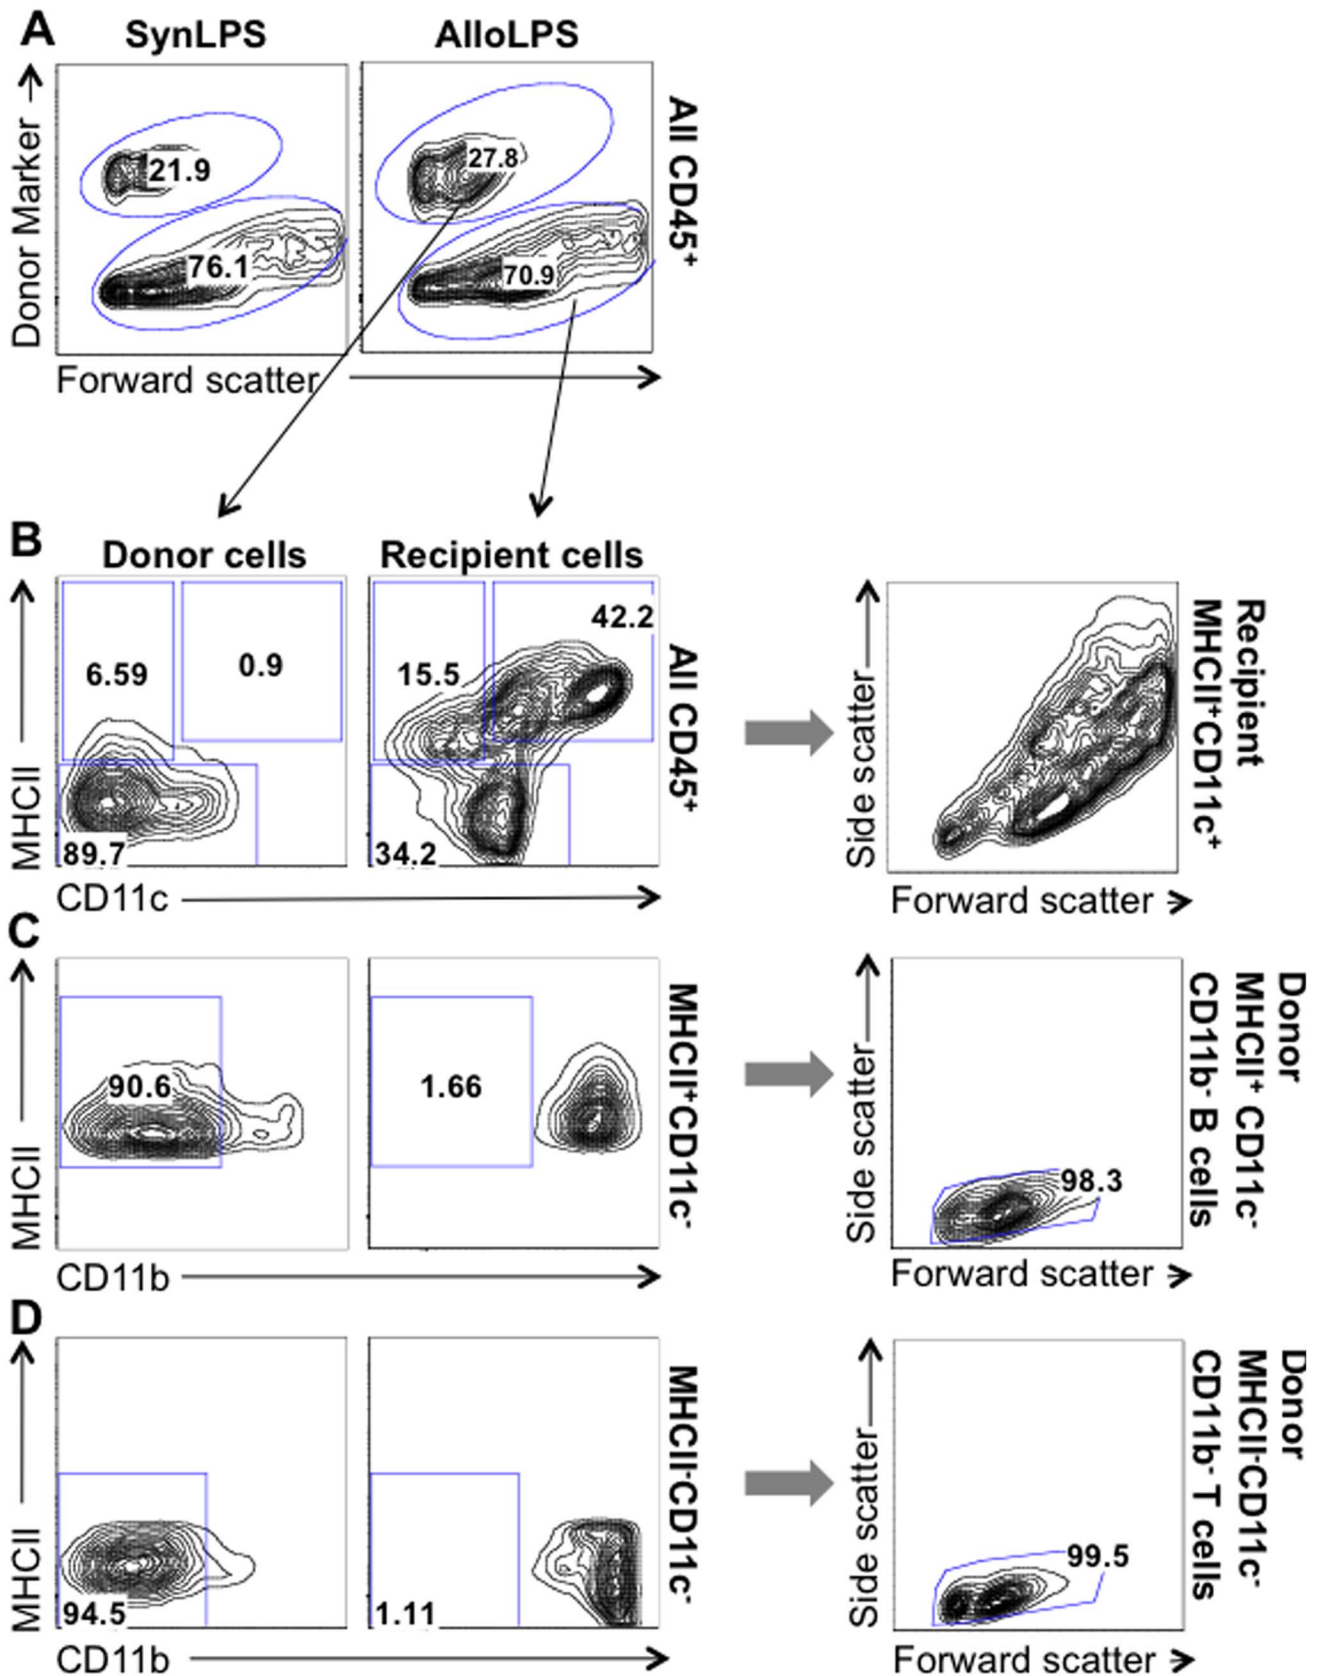 A
SynLPS
AlloLPS
Donor Marker
21.9
76.1
27.8
70.9
All CD45+
Forward scatter
B
Donor cells
Recipient cells
MHCII
6.59
0.9
89.7
15.5
42.2
34.2
All CD45+
CD11c
Side scatter
Forward scatter
Recipient
MHCII+CD11c+
C
MHCII
90.6
1.66
MHCII+CD11c-
CD11b
Side scatter
98.3
Forward scatter
Donor
MHCII+ CD11c-
CD11b- B cells
D
MHCII
94.5
1.11
MHCII-CD11c-
CD11b
Side scatter
99.5
Forward scatter
Donor
MHCII-CD11c-
CD11b- T cells